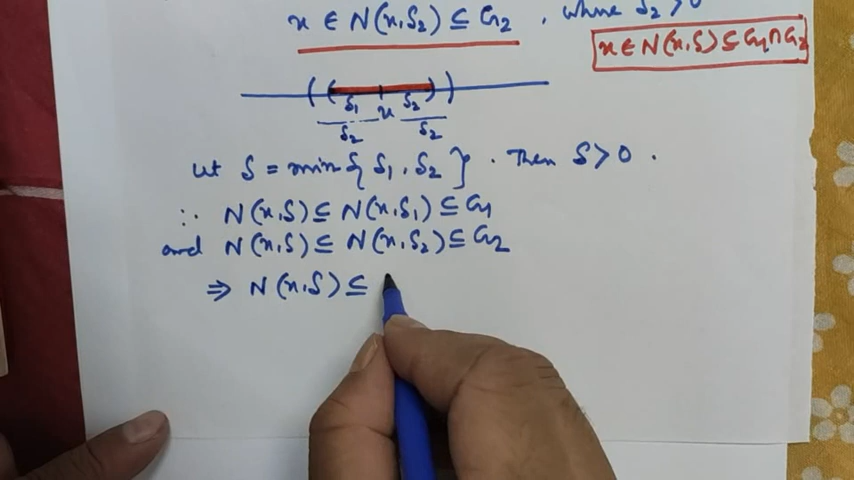 x ∈ N(x,δ₂) ⊆ G₂ , where δ₂ > 0
x ∈ N(x,δ) ⊆ G₁∩G₂
( ( ) )
δ₁ x δ₂
δ₂ δ₂
Let δ = min{ δ₁, δ₂ } . Then δ > 0 .
∴ N(x,δ) ⊆ N(x,δ₁) ⊆ G₁
and N(x,δ) ⊆ N(x,δ₂) ⊆ G₂
⇒ N(x,δ) ⊆